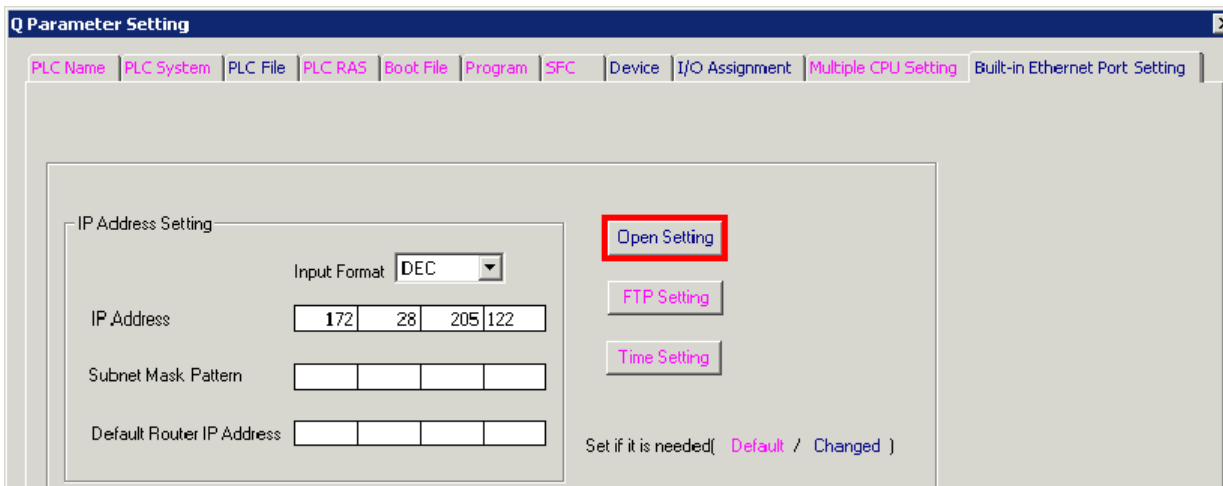 Q Parameter Setting
PLC Name PLC System PLC File PLC RAS Boot File Program SFC Device I/O Assignment Multiple CPU Setting Built-in Ethernet Port Setting
IP Address Setting
Open Setting
Input Format DEC
FTP Setting
IP Address 172 28 205 122
Time Setting
Subnet Mask Pattern
Default Router IP Address
Set if it is needed( Default / Changed )